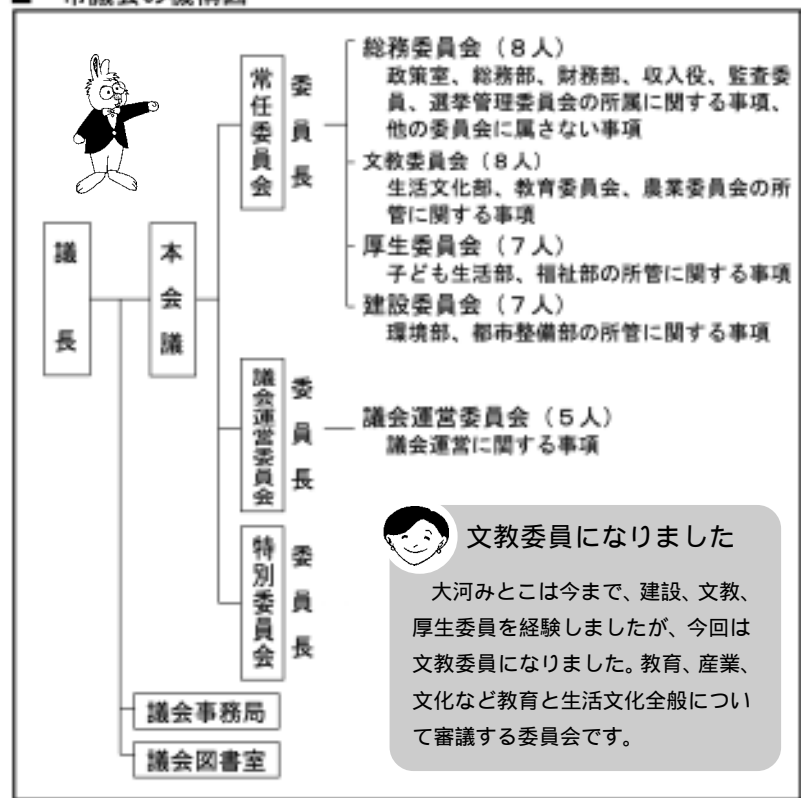 ■ 市議会の機構図
議長
本会議
常任委員会
委員長
総務委員会（８人）
政策室、総務部、財務部、収入役、監査委
員、選挙管理委員会の所属に関する事項、
他の委員会に属さない事項
文教委員会（８人）
生活文化部、教育委員会、農業委員会の所
管に関する事項
厚生委員会（７人）
子ども生活部、福祉部の所管に関する事項
建設委員会（７人）
環境部、都市整備部の所管に関する事項
議会運営委員会
委員長
議会運営委員会（５人）
議会運営に関する事項
特別委員会
委員長
議会事務局
議会図書室
文教委員になりました
大河みとこは今まで、建設、文教、
厚生委員を経験しましたが、今回は
文教委員になりました。教育、産業、
文化など教育と生活文化全般につい
て審議する委員会です。